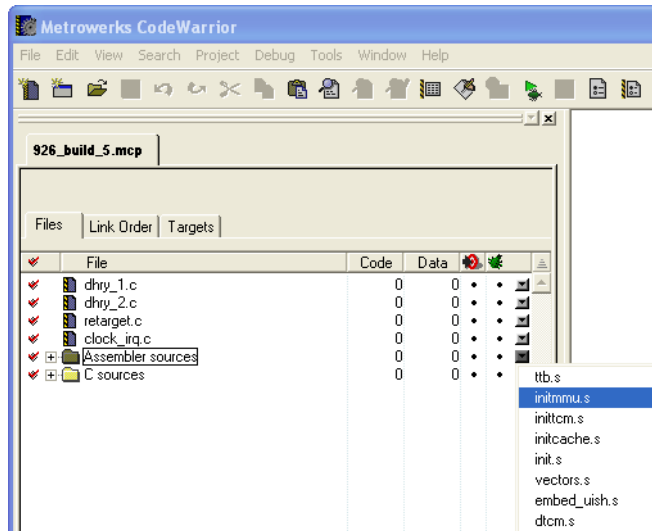 Metrowerks CodeWarrior
File Edit View Search Project Debug Tools Window Help
926_build_5.mcp
Files Link Order Targets
File Code Data
dhry_1.c 0 0
dhry_2.c 0 0
retarget.c 0 0
clock_irq.c 0 0
Assembler sources 0 0
C sources 0 0
ttb.s
initmmu.s
inittcm.s
initcache.s
init.s
vectors.s
embed_uish.s
dtcm.s